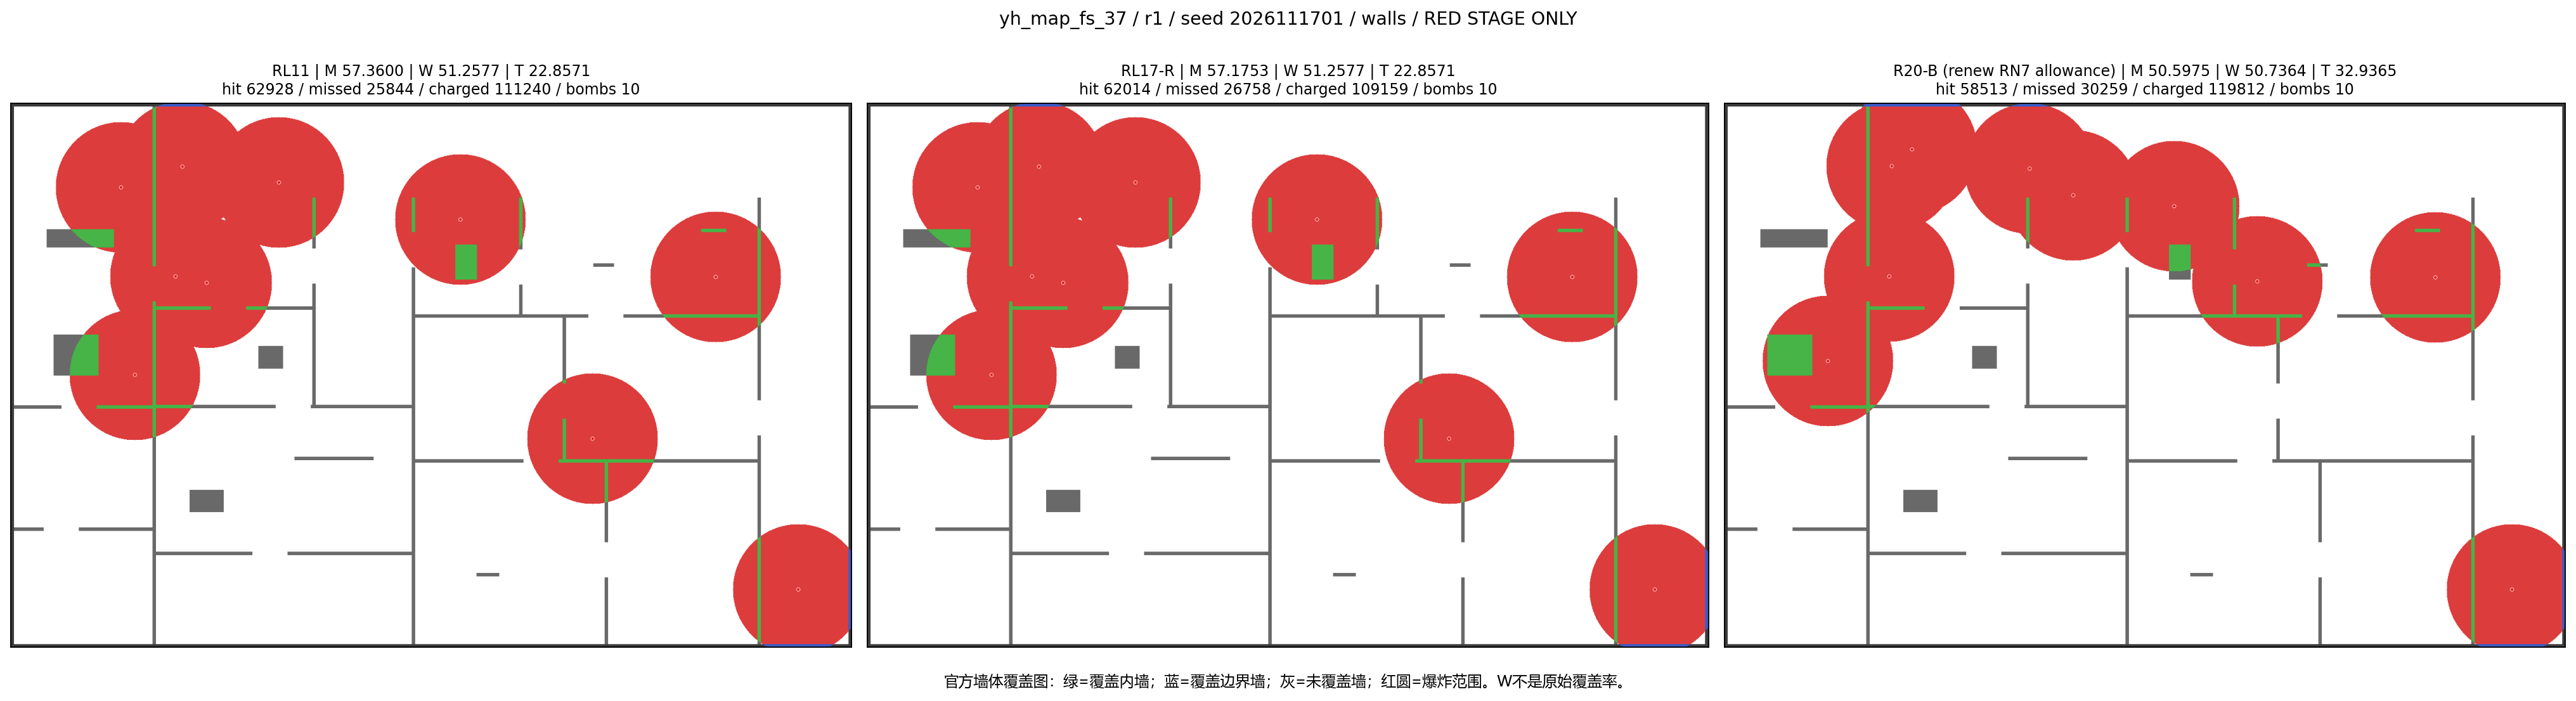 yh_map_fs_37 / r1 / seed 2026111701 / walls / RED STAGE ONLY
RL11 | M 57.3600 | W 51.2577 | T 22.8571
hit 62928 / missed 25844 / charged 111240 / bombs 10
RL17-R | M 57.1753 | W 51.2577 | T 22.8571
hit 62014 / missed 26758 / charged 109159 / bombs 10
R20-B (renew RN7 allowance) | M 50.5975 | W 50.7364 | T 32.9365
hit 58513 / missed 30259 / charged 119812 / bombs 10
官方墙体覆盖图：绿=覆盖内墙；蓝=覆盖边界墙；灰=未覆盖墙；红圆=爆炸范围。W不是原始覆盖率。